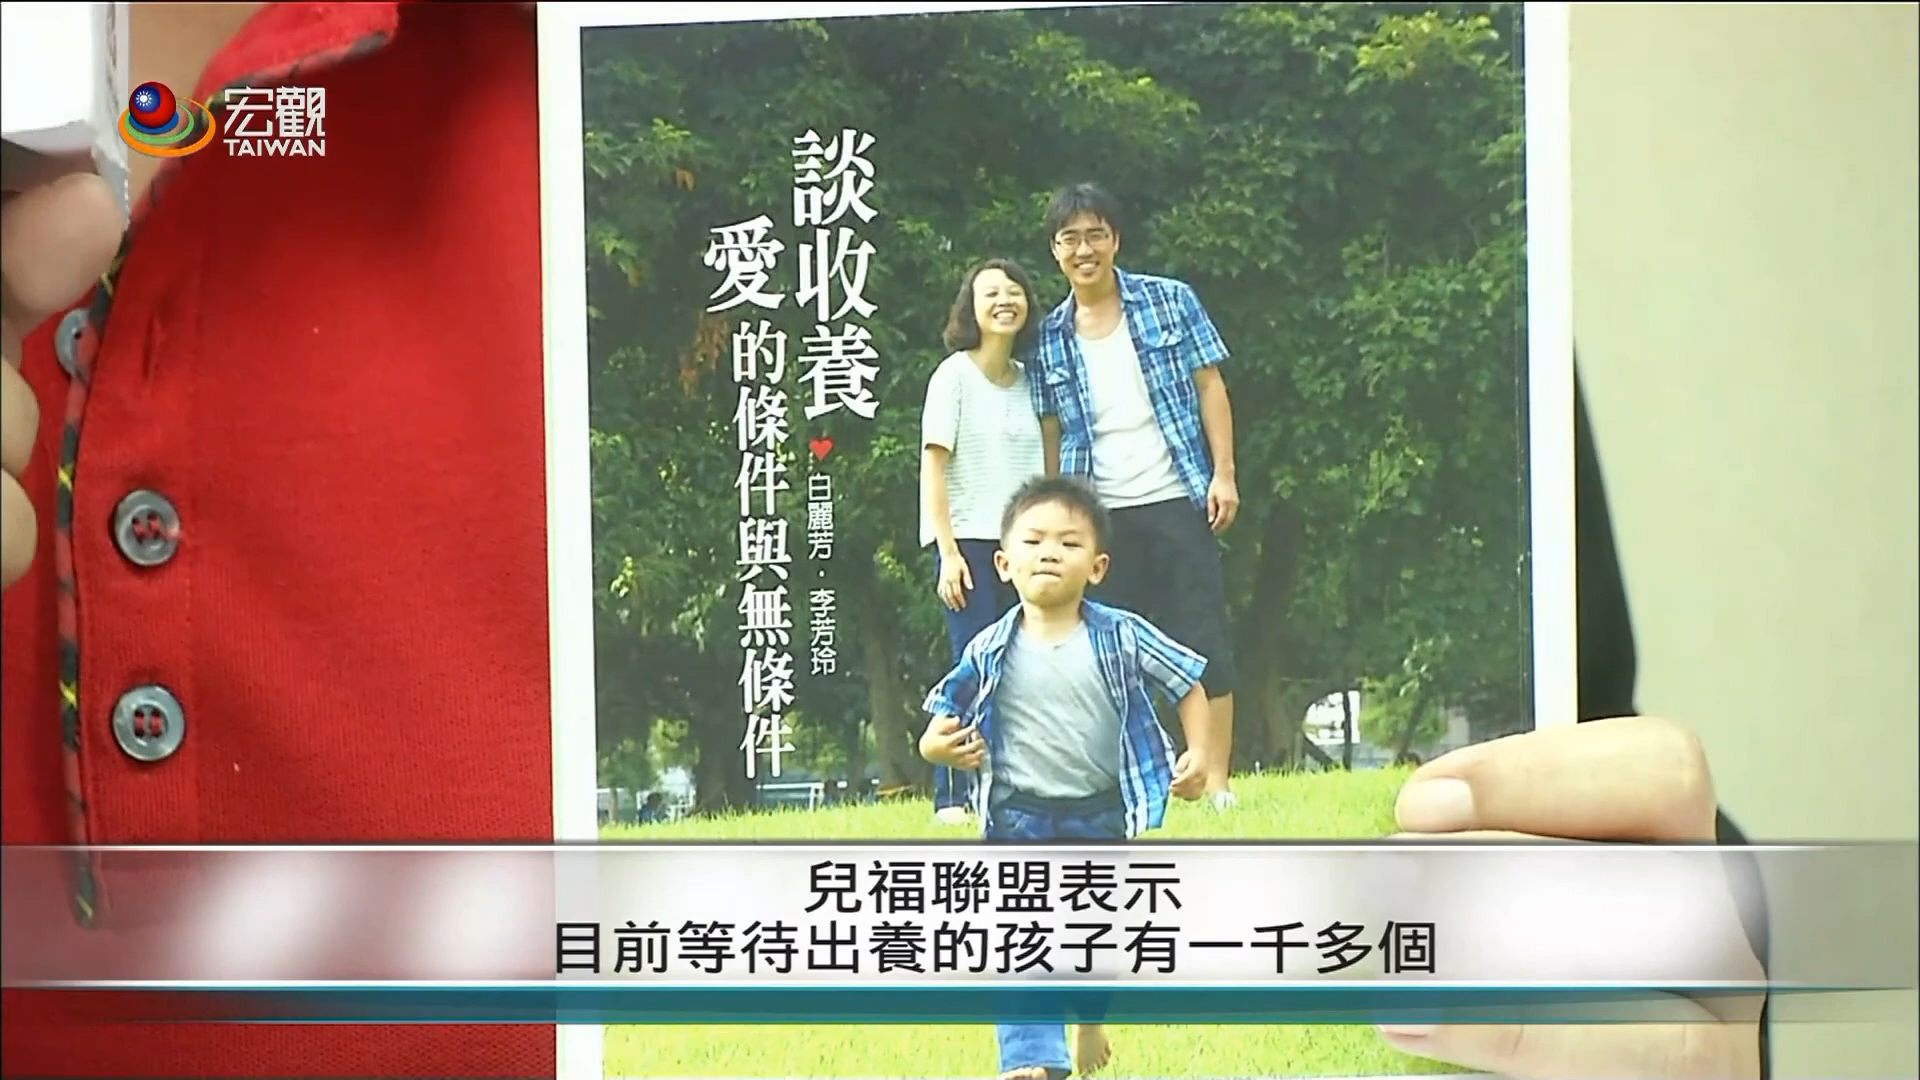 宏觀
TAIWAN
談收養
愛的條件與無條件
白麗芳．李芳玲
兒福聯盟表示
目前等待出養的孩子有一千多個